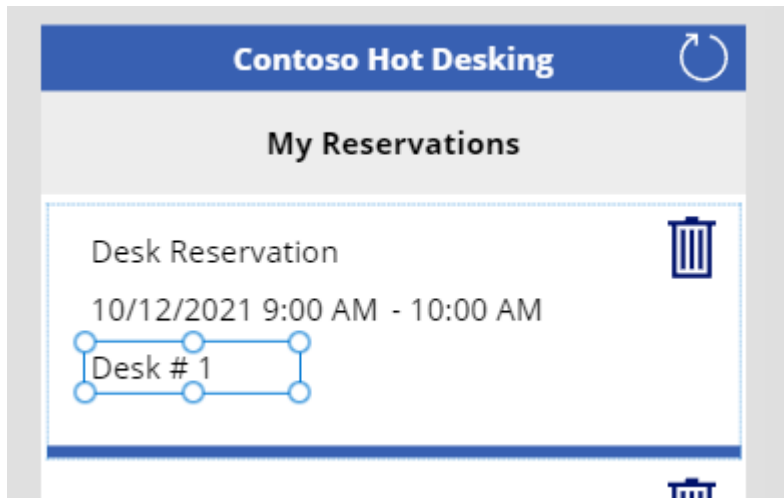 Contoso Hot Desking
My Reservations
Desk Reservation
10/12/2021 9:00 AM - 10:00 AM
Desk # 1